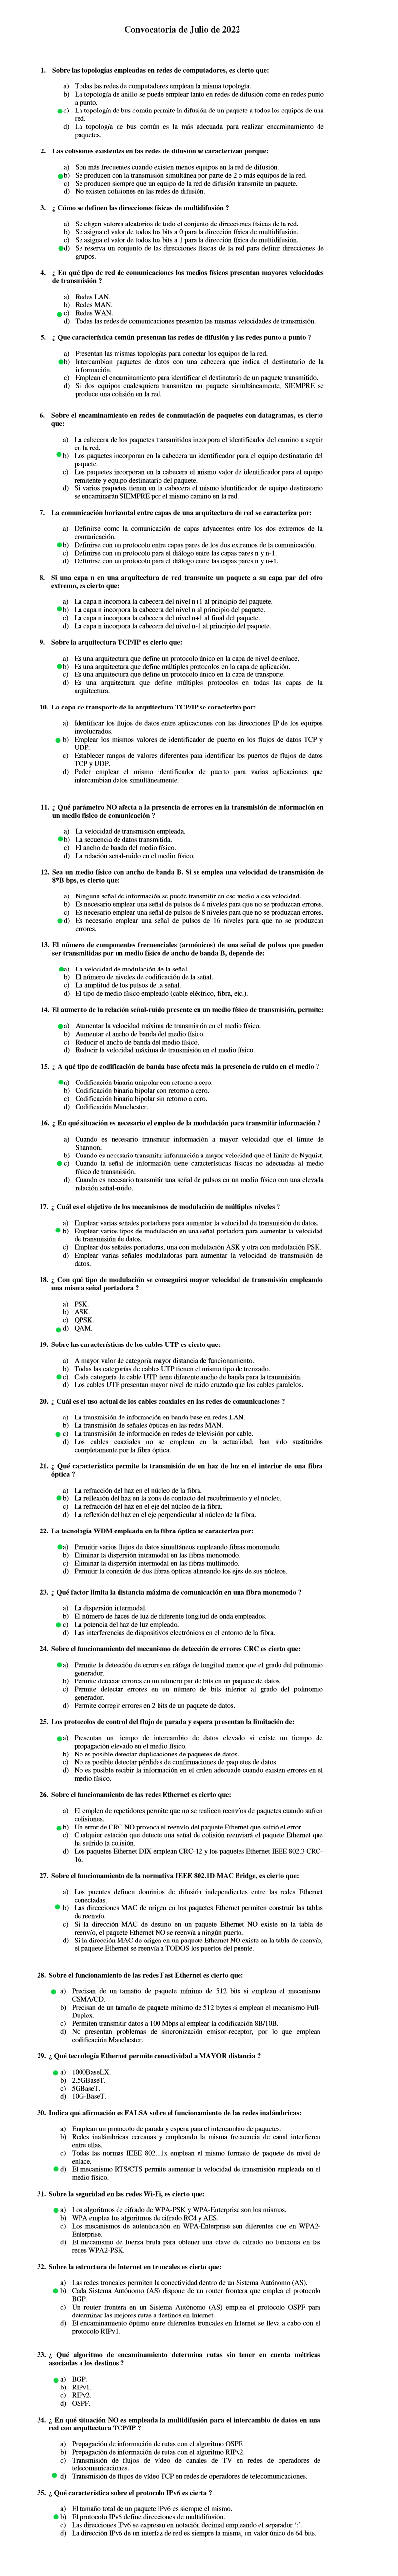 Convocatoria de Julio de 2022
1. Sobre las topologías empleadas en redes de computadores, es cierto que:
a) Todas las redes de computadores emplean la misma topología.
b) La topología de anillo se puede emplear tanto en redes de difusión como en redes punto
a punto.
c) La topología de bus común permite la difusión de un paquete a todos los equipos de una
red.
d) La topología de bus común es la más adecuada para realizar encaminamiento de
paquetes.
2. Las colisiones existentes en las redes de difusión se caracterizan porque:
a) Son más frecuentes cuando existen menos equipos en la red de difusión.
b) Se producen con la transmisión simultánea por parte de 2 o más equipos de la red.
c) Se producen siempre que un equipo de la red de difusión transmite un paquete.
d) No existen colisiones en las redes de difusión.
3. ¿ Cómo se definen las direcciones físicas de multidifusión ?
a) Se eligen valores aleatorios de todo el conjunto de direcciones físicas de la red.
b) Se asigna el valor de todos los bits a 0 para la dirección física de multidifusión.
c) Se asigna el valor de todos los bits a 1 para la dirección física de multidifusión.
d) Se reserva un conjunto de las direcciones físicas de la red para definir direcciones de
grupos.
4. ¿ En qué tipo de red de comunicaciones los medios físicos presentan mayores velocidades
de transmisión ?
a) Redes LAN.
b) Redes MAN.
c) Redes WAN.
d) Todas las redes de comunicaciones presentan las mismas velocidades de transmisión.
5. ¿ Que característica común presentan las redes de difusión y las redes punto a punto ?
a) Presentan las mismas topologías para conectar los equipos de la red.
b) Intercambian paquetes de datos con una cabecera que indica el destinatario de la
información.
c) Emplean el encaminamiento para identificar el destinatario de un paquete transmitido.
d) Si dos equipos cualesquiera transmiten un paquete simultáneamente, SIEMPRE se
produce una colisión en la red.
6. Sobre el encaminamiento en redes de conmutación de paquetes con datagramas, es cierto
que:
a) La cabecera de los paquetes transmitidos incorpora el identificador del camino a seguir
en la red.
b) Los paquetes incorporan en la cabecera un identificador para el equipo destinatario del
paquete.
c) Los paquetes incorporan en la cabecera el mismo valor de identificador para el equipo
remitente y equipo destinatario del paquete.
d) Si varios paquetes tienen en la cabecera el mismo identificador de equipo destinatario
se encaminarán SIEMPRE por el mismo camino en la red.
7. La comunicación horizontal entre capas de una arquitectura de red se caracteriza por:
a) Definirse como la comunicación de capas adyacentes entre los dos extremos de la
comunicación.
b) Definirse con un protocolo entre capas pares de los dos extremos de la comunicación.
c) Definirse con un protocolo para el diálogo entre las capas pares n y n-1.
d) Definirse con un protocolo para el diálogo entre las capas pares n y n+1.
8. Si una capa n en una arquitectura de red transmite un paquete a su capa par del otro
extremo, es cierto que:
a) La capa n incorpora la cabecera del nivel n+1 al principio del paquete.
b) La capa n incorpora la cabecera del nivel n al principio del paquete.
c) La capa n incorpora la cabecera del nivel n+1 al final del paquete.
d) La capa n incorpora la cabecera del nivel n-1 al principio del paquete.
9. Sobre la arquitectura TCP/IP es cierto que:
a) Es una arquitectura que define un protocolo único en la capa de nivel de enlace.
b) Es una arquitectura que define múltiples protocolos en la capa de aplicación.
c) Es una arquitectura que define un protocolo único en la capa de transporte.
d) Es una arquitectura que define múltiples protocolos en todas las capas de la
arquitectura.
10. La capa de transporte de la arquitectura TCP/IP se caracteriza por:
a) Identificar los flujos de datos entre aplicaciones con las direcciones IP de los equipos
involucrados.
b) Emplear los mismos valores de identificador de puerto en los flujos de datos TCP y
UDP.
c) Establecer rangos de valores diferentes para identificar los puertos de flujos de datos
TCP y UDP.
d) Poder emplear el mismo identificador de puerto para varias aplicaciones que
intercambian datos simultáneamente.
11. ¿ Qué parámetro NO afecta a la presencia de errores en la transmisión de información en
un medio físico de comunicación ?
a) La velocidad de transmisión empleada.
b) La secuencia de datos transmitida.
c) El ancho de banda del medio físico.
d) La relación señal-ruido en el medio físico.
12. Sea un medio físico con ancho de banda B. Si se emplea una velocidad de transmisión de
8*B bps, es cierto que:
a) Ninguna señal de información se puede transmitir en ese medio a esa velocidad.
b) Es necesario emplear una señal de pulsos de 4 niveles para que no se produzcan errores.
c) Es necesario emplear una señal de pulsos de 8 niveles para que no se produzcan errores.
d) Es necesario emplear una señal de pulsos de 16 niveles para que no se produzcan
errores.
13. El número de componentes frecuenciales (armónicos) de una señal de pulsos que pueden
ser transmitidas por un medio físico de ancho de banda B, depende de:
a) La velocidad de modulación de la señal.
b) El número de niveles de codificación de la señal.
c) La amplitud de los pulsos de la señal.
d) El tipo de medio físico empleado (cable eléctrico, fibra, etc.).
14. El aumento de la relación señal-ruido presente en un medio físico de transmisión, permite:
a) Aumentar la velocidad máxima de transmisión en el medio físico.
b) Aumentar el ancho de banda del medio físico.
c) Reducir el ancho de banda del medio físico.
d) Reducir la velocidad máxima de transmisión en el medio físico.
15. ¿ A qué tipo de codificación de banda base afecta más la presencia de ruido en el medio ?
a) Codificación binaria unipolar con retorno a cero.
b) Codificación binaria bipolar con retorno a cero.
c) Codificación binaria bipolar sin retorno a cero.
d) Codificación Manchester.
16. ¿ En qué situación es necesario el empleo de la modulación para transmitir información ?
a) Cuando es necesario transmitir información a mayor velocidad que el límite de
Shannon.
b) Cuando es necesario transmitir información a mayor velocidad que el límite de Nyquist.
c) Cuando la señal de información tiene características físicas no adecuadas al medio
físico de transmisión.
d) Cuando es necesario transmitir una señal de pulsos en un medio físico con una elevada
relación señal-ruido.
17. ¿ Cuál es el objetivo de los mecanismos de modulación de múltiples niveles ?
a) Emplear varias señales portadoras para aumentar la velocidad de transmisión de datos.
b) Emplear varios tipos de modulación en una señal portadora para aumentar la velocidad
de transmisión de datos.
c) Emplear dos señales portadoras, una con modulación ASK y otra con modulación PSK.
d) Emplear varias señales moduladoras para aumentar la velocidad de transmisión de
datos.
18. ¿ Con qué tipo de modulación se conseguirá mayor velocidad de transmisión empleando
una misma señal portadora ?
a) PSK.
b) ASK.
c) QPSK.
d) QAM.
19. Sobre las características de los cables UTP es cierto que:
a) A mayor valor de categoría mayor distancia de funcionamiento.
b) Todas las categorías de cables UTP tienen el mismo tipo de trenzado.
c) Cada categoría de cable UTP tiene diferente ancho de banda para la transmisión.
d) Los cables UTP presentan mayor nivel de ruido cruzado que los cables paralelos.
20. ¿ Cuál es el uso actual de los cables coaxiales en las redes de comunicaciones ?
a) La transmisión de información en banda base en redes LAN.
b) La transmisión de señales ópticas en las redes MAN.
c) La transmisión de información en redes de televisión por cable.
d) Los cables coaxiales no se emplean en la actualidad, han sido sustituidos
completamente por la fibra óptica.
21. ¿ Qué característica permite la transmisión de un haz de luz en el interior de una fibra
óptica ?
a) La refracción del haz en el núcleo de la fibra.
b) La reflexión del haz en la zona de contacto del recubrimiento y el núcleo.
c) La refracción del haz en el eje del núcleo de la fibra.
d) La reflexión del haz en el eje perpendicular al núcleo de la fibra.
22. La tecnología WDM empleada en la fibra óptica se caracteriza por:
a) Permitir varios flujos de datos simultáneos empleando fibras monomodo.
b) Eliminar la dispersión intramodal en las fibras monomodo.
c) Eliminar la dispersión intermodal en las fibras multimodo.
d) Permitir la conexión de dos fibras ópticas alineando los ejes de sus núcleos.
23. ¿ Qué factor limita la distancia máxima de comunicación en una fibra monomodo ?
a) La dispersión intermodal.
b) El número de haces de luz de diferente longitud de onda empleados.
c) La potencia del haz de luz empleado.
d) Las interferencias de dispositivos electrónicos en el entorno de la fibra.
24. Sobre el funcionamiento del mecanismo de detección de errores CRC es cierto que:
a) Permite la detección de errores en ráfaga de longitud menor que el grado del polinomio
generador.
b) Permite detectar errores en un número par de bits en un paquete de datos.
c) Permite detectar errores en un número de bits inferior al grado del polinomio
generador.
d) Permite corregir errores en 2 bits de un paquete de datos.
25. Los protocolos de control del flujo de parada y espera presentan la limitación de:
a) Presentan un tiempo de intercambio de datos elevado si existe un tiempo de
propagación elevado en el medio físico.
b) No es posible detectar duplicaciones de paquetes de datos.
c) No es posible detectar pérdidas de confirmaciones de paquetes de datos.
d) No es posible recibir la información en el orden adecuado cuando existen errores en el
medio físico.
26. Sobre el funcionamiento de las redes Ethernet es cierto que:
a) El empleo de repetidores permite que no se realicen reenvíos de paquetes cuando sufren
colisiones.
b) Un error de CRC NO provoca el reenvío del paquete Ethernet que sufrió el error.
c) Cualquier estación que detecte una señal de colisión reenviará el paquete Ethernet que
ha sufrido la colisión.
d) Los paquetes Ethernet DIX emplean CRC-12 y los paquetes Ethernet IEEE 802.3 CRC-
16.
27. Sobre el funcionamiento de la normativa IEEE 802.1D MAC Bridge, es cierto que:
a) Los puentes definen dominios de difusión independientes entre las redes Ethernet
conectadas.
b) Las direcciones MAC de origen en los paquetes Ethernet permiten construir las tablas
de reenvío.
c) Si la dirección MAC de destino en un paquete Ethernet NO existe en la tabla de
reenvío, el paquete Ethernet NO se reenvía a ningún puerto.
d) Si la dirección MAC de origen en un paquete Ethernet NO existe en la tabla de reenvío,
el paquete Ethernet se reenvía a TODOS los puertos del puente.
28. Sobre el funcionamiento de las redes Fast Ethernet es cierto que:
a) Precisan de un tamaño de paquete mínimo de 512 bits si emplean el mecanismo
CSMA/CD.
b) Precisan de un tamaño de paquete mínimo de 512 bytes si emplean el mecanismo Full-
Duplex.
c) Permiten transmitir datos a 100 Mbps al emplear la codificación 8B/10B.
d) No presentan problemas de sincronización emisor-receptor, por lo que emplean
codificación Manchester.
29. ¿ Qué tecnología Ethernet permite conectividad a MAYOR distancia ?
a) 1000BaseLX.
b) 2.5GBaseT.
c) 5GBaseT.
d) 10G-BaseT.
30. Indica qué afirmación es FALSA sobre el funcionamiento de las redes inalámbricas:
a) Emplean un protocolo de parada y espera para el intercambio de paquetes.
b) Redes inalámbricas cercanas y empleando la misma frecuencia de canal interfieren
entre ellas.
c) Todas las normas IEEE 802.11x emplean el mismo formato de paquete de nivel de
enlace.
d) El mecanismo RTS/CTS permite aumentar la velocidad de transmisión empleada en el
medio físico.
31. Sobre la seguridad en las redes Wi-Fi, es cierto que:
a) Los algoritmos de cifrado de WPA-PSK y WPA-Enterprise son los mismos.
b) WPA emplea los algoritmos de cifrado RC4 y AES.
c) Los mecanismos de autenticación en WPA-Enterprise son diferentes que en WPA2-
Enterprise.
d) El mecanismo de fuerza bruta para obtener una clave de cifrado no funciona en las
redes WPA2-PSK.
32. Sobre la estructura de Internet en troncales es cierto que:
a) Las redes troncales permiten la conectividad dentro de un Sistema Autónomo (AS).
b) Cada Sistema Autónomo (AS) dispone de un router frontera que emplea el protocolo
BGP.
c) Un router frontera en un Sistema Autónomo (AS) emplea el protocolo OSPF para
determinar las mejores rutas a destinos en Internet.
d) El encaminamiento óptimo entre diferentes troncales en Internet se lleva a cabo con el
protocolo RIPv1.
33. ¿ Qué algoritmo de encaminamiento determina rutas sin tener en cuenta métricas
asociadas a los destinos ?
a) BGP.
b) RIPv1.
c) RIPv2.
d) OSPF.
34. ¿ En qué situación NO es empleada la multidifusión para el intercambio de datos en una
red con arquitectura TCP/IP ?
a) Propagación de información de rutas con el algoritmo OSPF.
b) Propagación de información de rutas con el algoritmo RIPv2.
c) Transmisión de flujos de vídeo de canales de TV en redes de operadores de
telecomunicaciones.
d) Transmisión de flujos de vídeo TCP en redes de operadores de telecomunicaciones.
35. ¿ Qué característica sobre el protocolo IPv6 es cierta ?
a) El tamaño total de un paquete IPv6 es siempre el mismo.
b) El protocolo IPv6 define direcciones de multidifusión.
c) Las direcciones IPv6 se expresan en notación decimal empleando el separador ':'.
d) La dirección IPv6 de un interfaz de red es siempre la misma, un valor único de 64 bits.